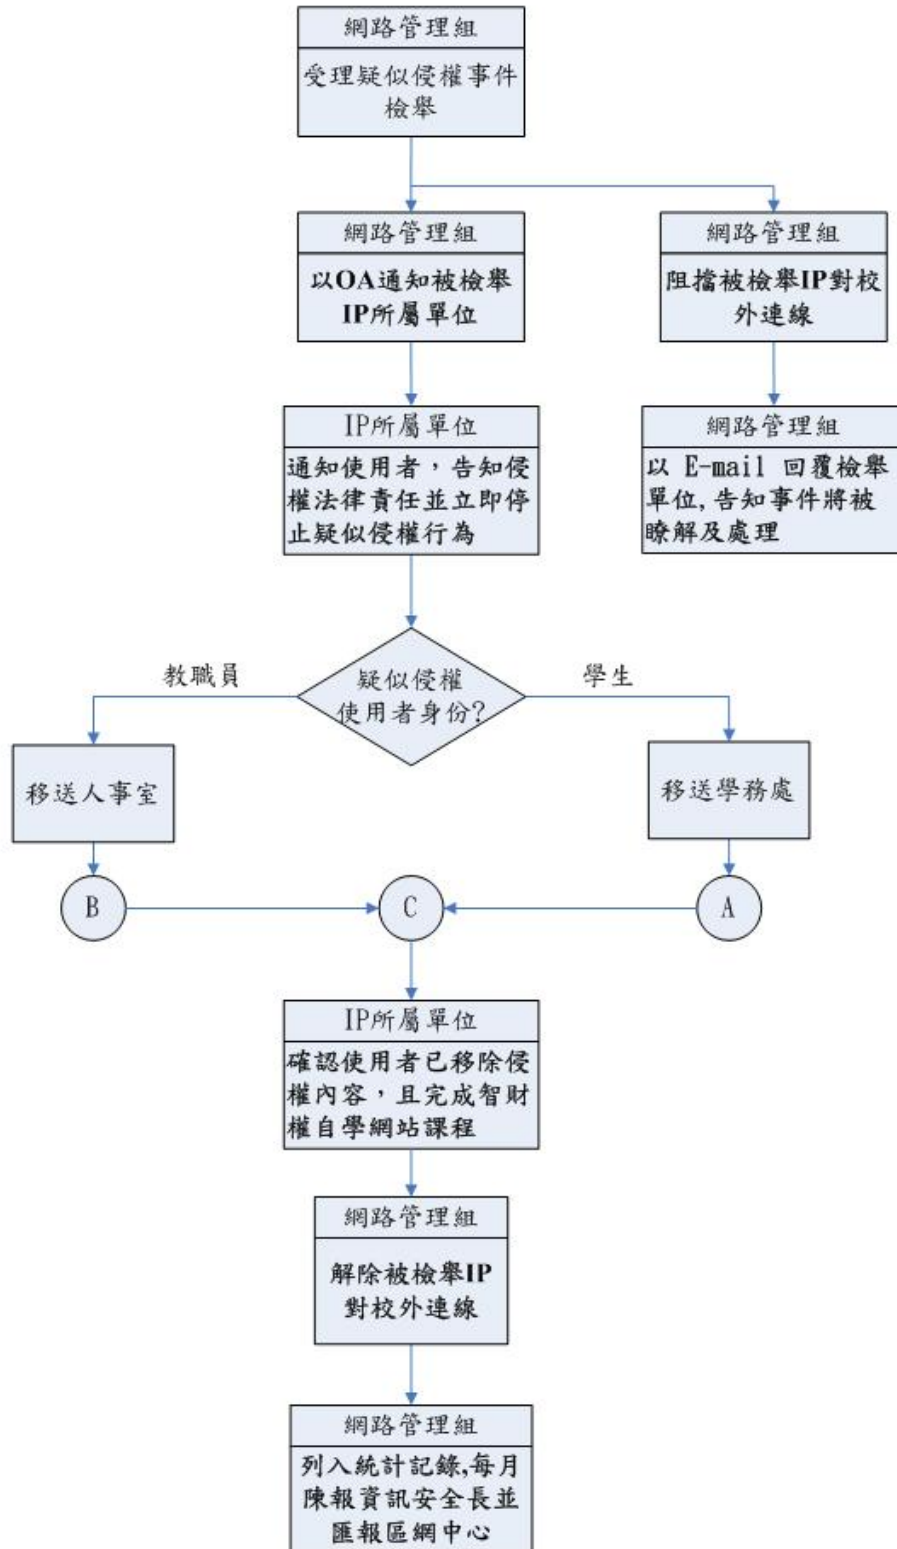 網路管理組
受理疑似侵權事件
檢舉
網路管理組
以OA通知被檢舉
IP所屬單位
網路管理組
阻擋被檢舉IP對校
外連線
IP所屬單位
通知使用者，告知侵
權法律責任並立即停
止疑似侵權行為
網路管理組
以 E-mail 回覆檢舉
單位,告知事件將被
瞭解及處理
教職員
疑似侵權
使用者身份?
學生
移送人事室
移送學務處
B
C
A
IP所屬單位
確認使用者已移除侵
權內容，且完成智財
權自學網站課程
網路管理組
解除被檢舉IP
對校外連線
網路管理組
列入統計記錄,每月
陳報資訊安全長並
匯報區網中心